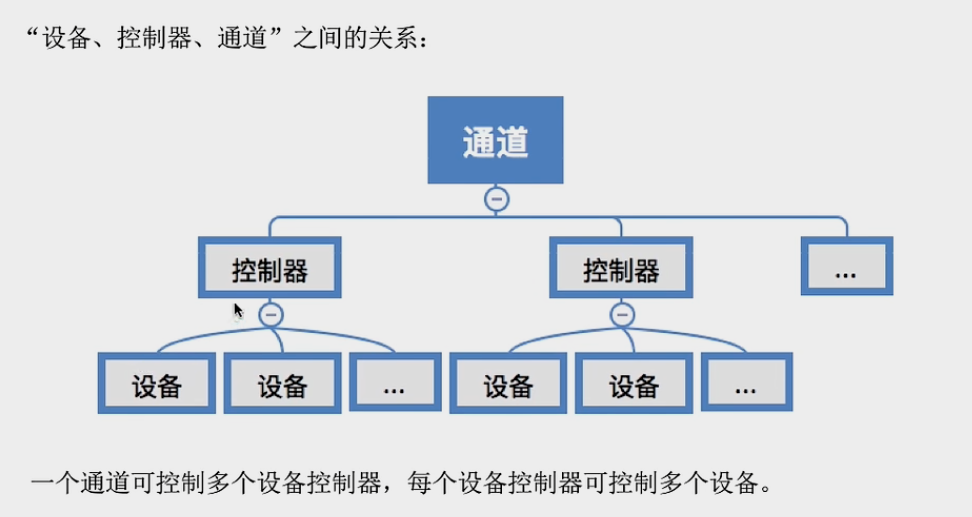 “设备、控制器、通道”之间的关系：
通道
控制器 控制器 ...
设备 设备 ... 设备 设备 ...
一个通道可控制多个设备控制器，每个设备控制器可控制多个设备。